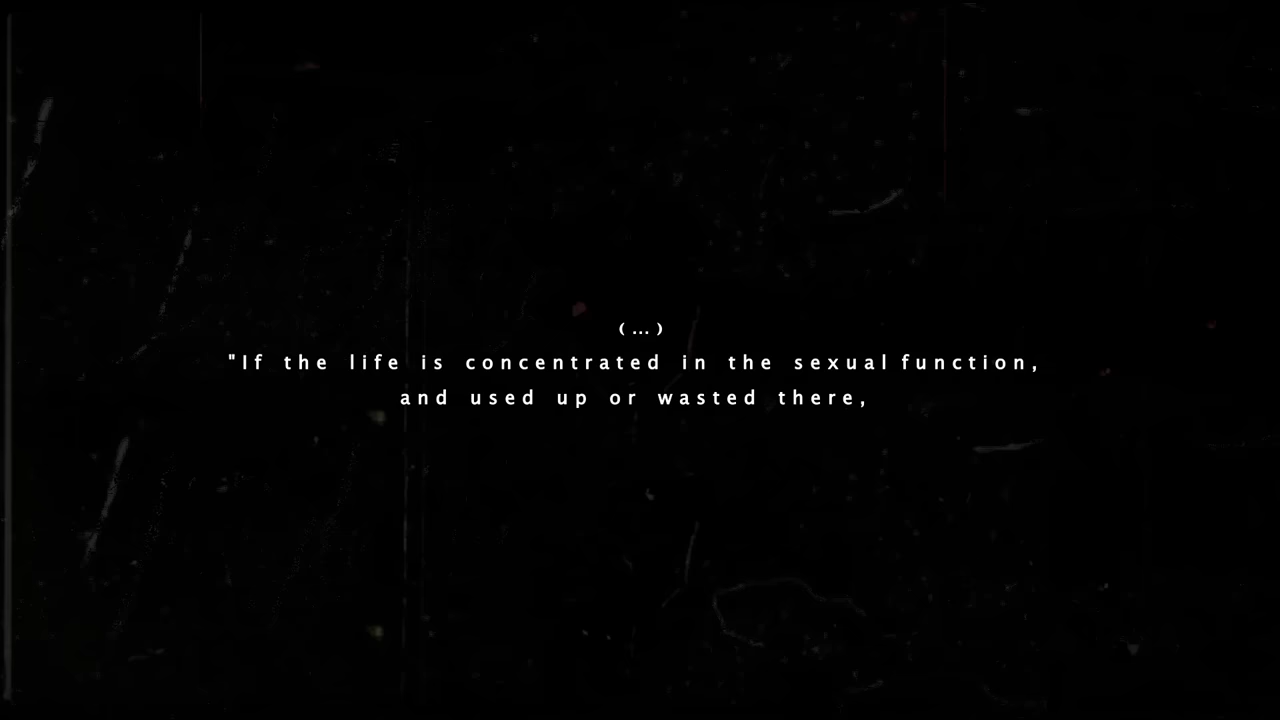 (...)
"If the life is concentrated in the sexual function,
and used up or wasted there,